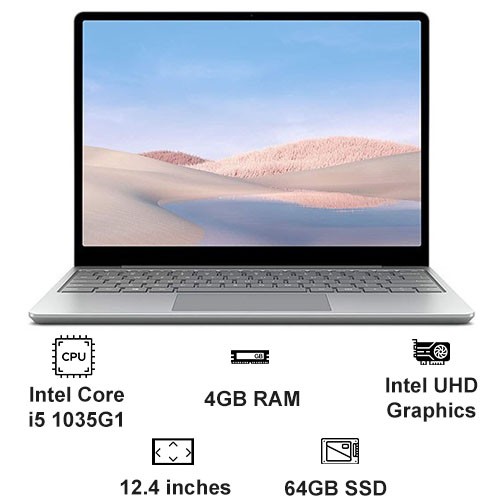 CPU
GB
Intel Core
i5 1035G1
4GB RAM
Intel UHD
Graphics
12.4 inches
64GB SSD